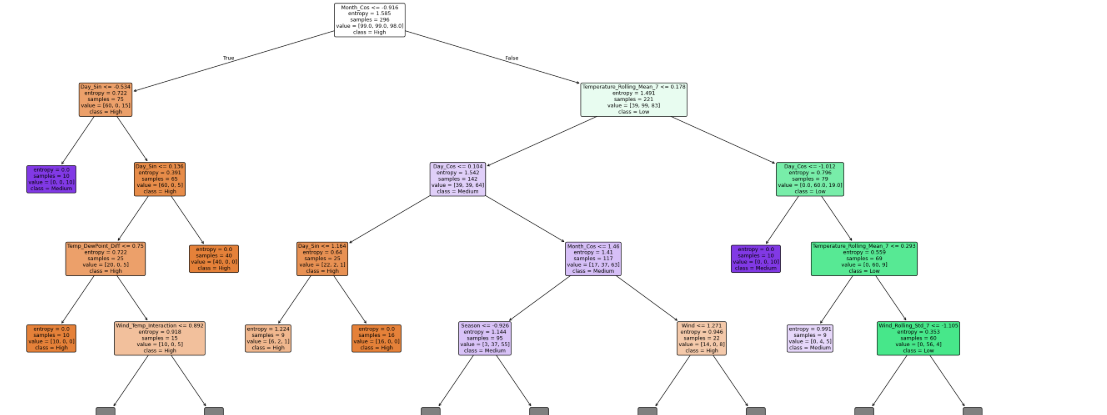 Month_Cos <= -0.916
entropy = 1.585
samples = 296
value = [99.0, 99.0, 98.0]
class = High
True
False
Day_Sin <= -0.534
entropy = 0.722
samples = 75
value = [60, 0, 15]
class = High
Temperature_Rolling_Mean_7 <= 0.178
entropy = 1.491
samples = 221
value = [39, 99, 83]
class = Low
entropy = 0.0
samples = 10
value = [0, 0, 10]
class = Medium
Day_Sin <= 0.136
entropy = 0.391
samples = 65
value = [60, 0, 5]
class = High
Day_Cos <= 0.104
entropy = 1.542
samples = 142
value = [39, 39, 64]
class = Medium
Day_Cos <= -1.012
entropy = 0.796
samples = 79
value = [0.0, 60.0, 19.0]
class = Low
Temp_DewPoint_Diff <= 0.75
entropy = 0.722
samples = 25
value = [20, 0, 5]
class = High
entropy = 0.0
samples = 40
value = [40, 0, 0]
class = High
Day_Sin <= 1.164
entropy = 0.64
samples = 25
value = [22, 2, 1]
class = High
Month_Cos <= 1.46
entropy = 1.41
samples = 117
value = [17, 37, 63]
class = Medium
entropy = 0.0
samples = 10
value = [0, 0, 10]
class = Medium
Temperature_Rolling_Mean_7 <= 0.293
entropy = 0.559
samples = 69
value = [0, 60, 9]
class = Low
entropy = 0.0
samples = 10
value = [10, 0, 0]
class = High
Wind_Temp_Interaction <= 0.892
entropy = 0.918
samples = 15
value = [10, 0, 5]
class = High
entropy = 1.224
samples = 9
value = [6, 2, 1]
class = High
entropy = 0.0
samples = 16
value = [16, 0, 0]
class = High
Season <= -0.926
entropy = 1.144
samples = 95
value = [3, 37, 55]
class = Medium
Wind <= 1.271
entropy = 0.946
samples = 22
value = [14, 0, 8]
class = High
entropy = 0.991
samples = 9
value = [0, 4, 5]
class = Medium
Wind_Rolling_Std_7 <= -1.105
entropy = 0.353
samples = 60
value = [0, 56, 4]
class = Low